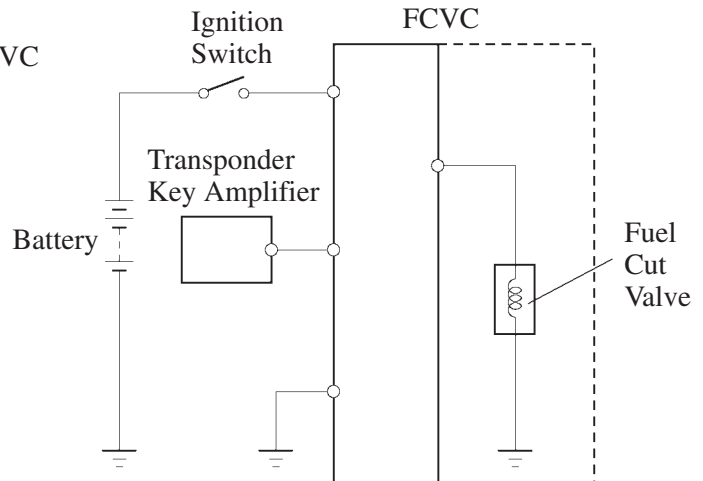 FCVC
VC
Ignition
Switch
Transponder
Key Amplifier
Battery
Fuel
Cut
Valve